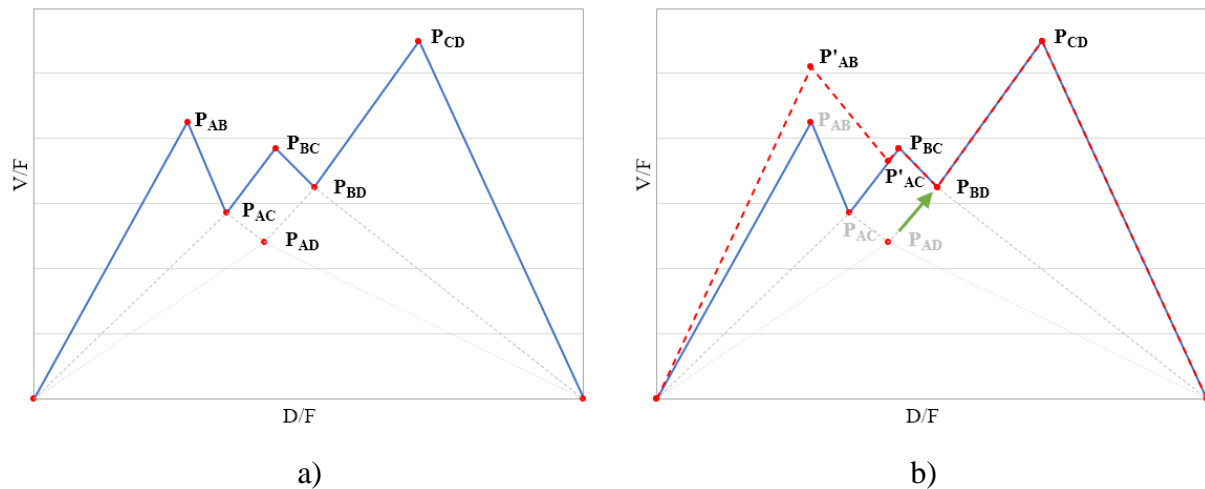 P_CD
P_AB
P_BC
P_BD
P_AC
P_AD
V/F
D/F
a)
P_CD
P'_AB
P_AB
P_BC
P'_AC
P_BD
P_AC
P_AD
V/F
D/F
b)